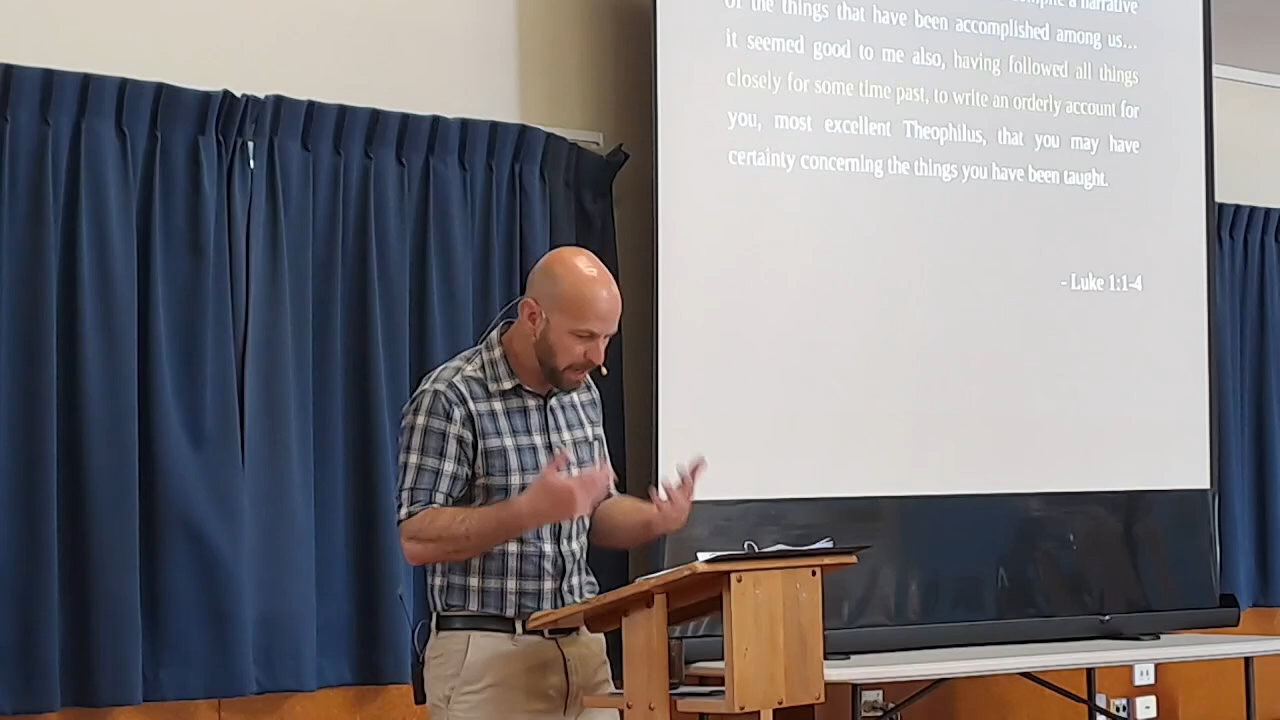 compile a narrative
of the things that have been accomplished among us...
it seemed good to me also, having followed all things
closely for some time past, to write an orderly account for
you, most excellent Theophilus, that you may have
certainty concerning the things you have been taught.
- Luke 1:1-4